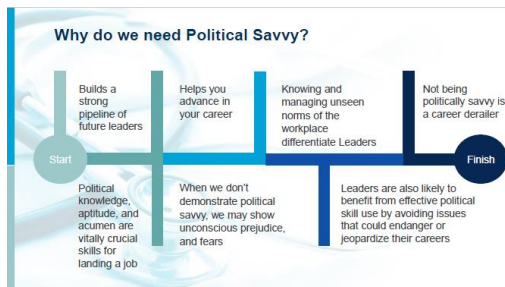 Why do we need Political Savvy?
Builds a
strong
pipeline of
future leaders
Helps you
advance in
your career
Knowing and
managing unseen
norms of the
workplace
differentiate Leaders
Not being
politically savvy is
a career derailer
Start
Finish
Political
knowledge,
aptitude, and
acumen are
vitally crucial
skills for
landing a job
When we don't
demonstrate political
savvy, we may show
unconscious prejudice,
and fears
Leaders are also likely to
benefit from effective political
skill use by avoiding issues
that could endanger or
jeopardize their careers